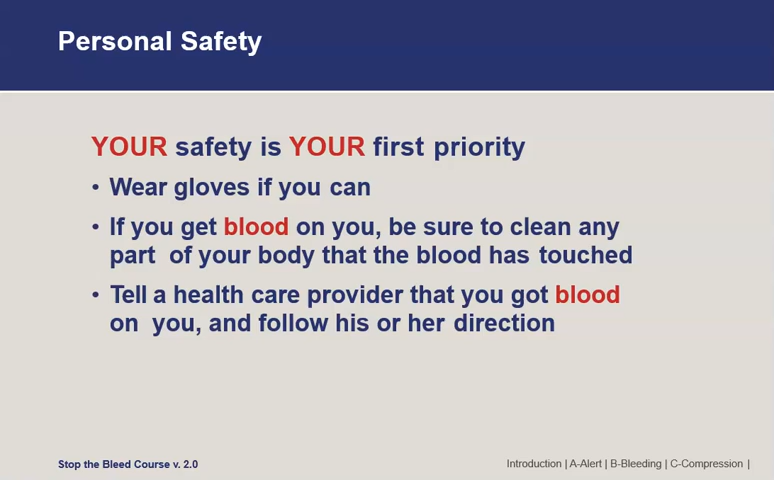 Personal Safety
YOUR safety is YOUR first priority
• Wear gloves if you can
• If you get blood on you, be sure to clean any
part of your body that the blood has touched
• Tell a health care provider that you got blood
on you, and follow his or her direction
Stop the Bleed Course v. 2.0
Introduction | A-Alert | B-Bleeding | C-Compression |